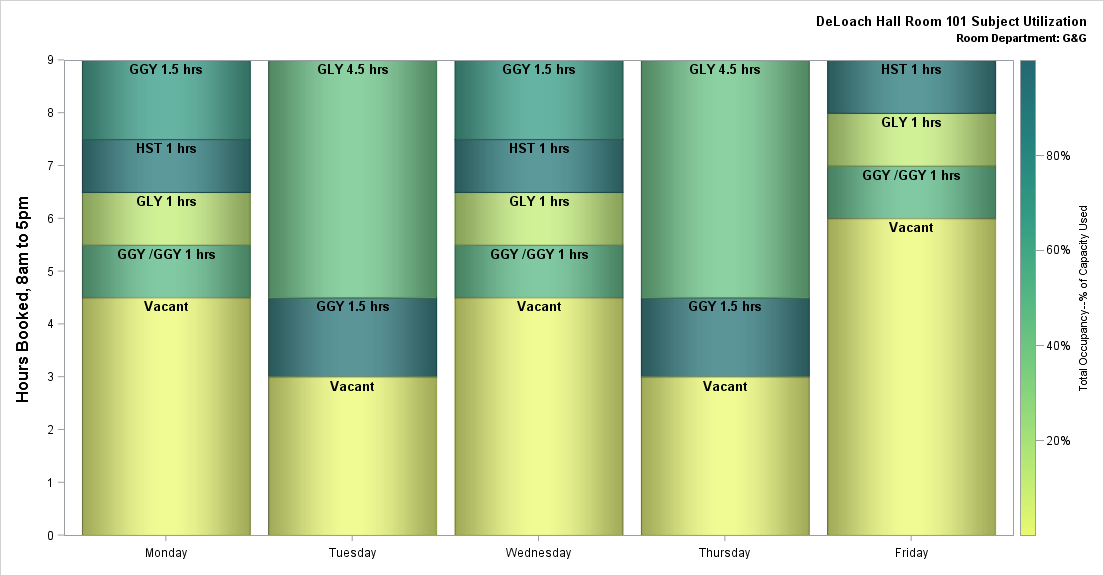 DeLoach Hall Room 101 Subject Utilization
Room Department: G&G
Hours Booked, 8am to 5pm
9
8
7
6
5
4
3
2
1
0
GGY 1.5 hrs
HST 1 hrs
GLY 1 hrs
GGY /GGY 1 hrs
Vacant
GLY 4.5 hrs
GGY 1.5 hrs
Vacant
GGY 1.5 hrs
HST 1 hrs
GLY 1 hrs
GGY /GGY 1 hrs
Vacant
GLY 4.5 hrs
GGY 1.5 hrs
Vacant
HST 1 hrs
GLY 1 hrs
GGY /GGY 1 hrs
Vacant
Monday
Tuesday
Wednesday
Thursday
Friday
80%
60%
40%
20%
Total Occupancy--% of Capacity Used